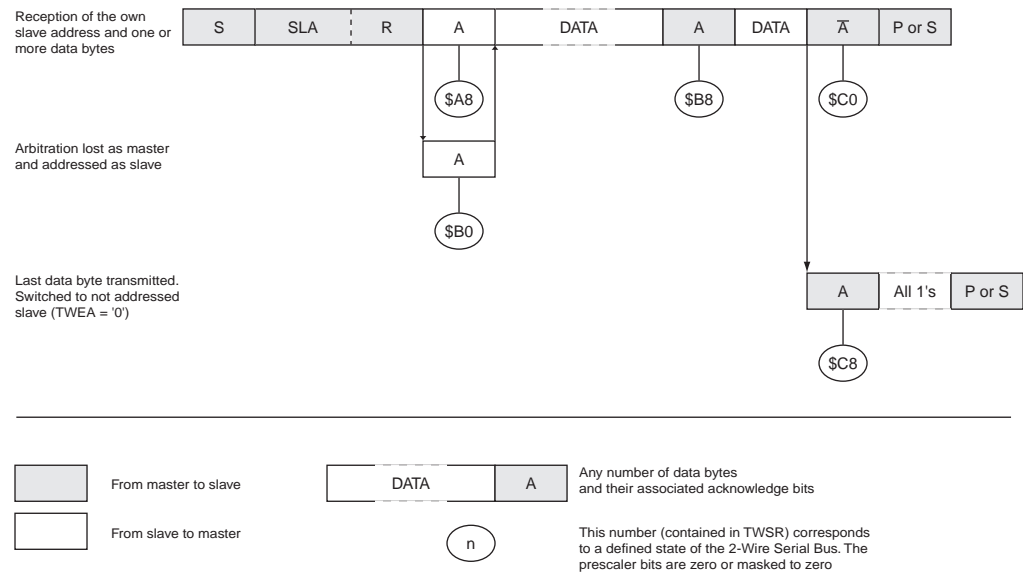 Reception of the own
slave address and one or
more data bytes
S SLA R A DATA A DATA A̅ P or S
$A8 $B8 $C0
Arbitration lost as master
and addressed as slave
A
$B0
Last data byte transmitted.
Switched to not addressed
slave (TWEA = '0')
A All 1's P or S
$C8
From master to slave
DATA A
Any number of data bytes
and their associated acknowledge bits
From slave to master
n
This number (contained in TWSR) corresponds
to a defined state of the 2-Wire Serial Bus. The
prescaler bits are zero or masked to zero